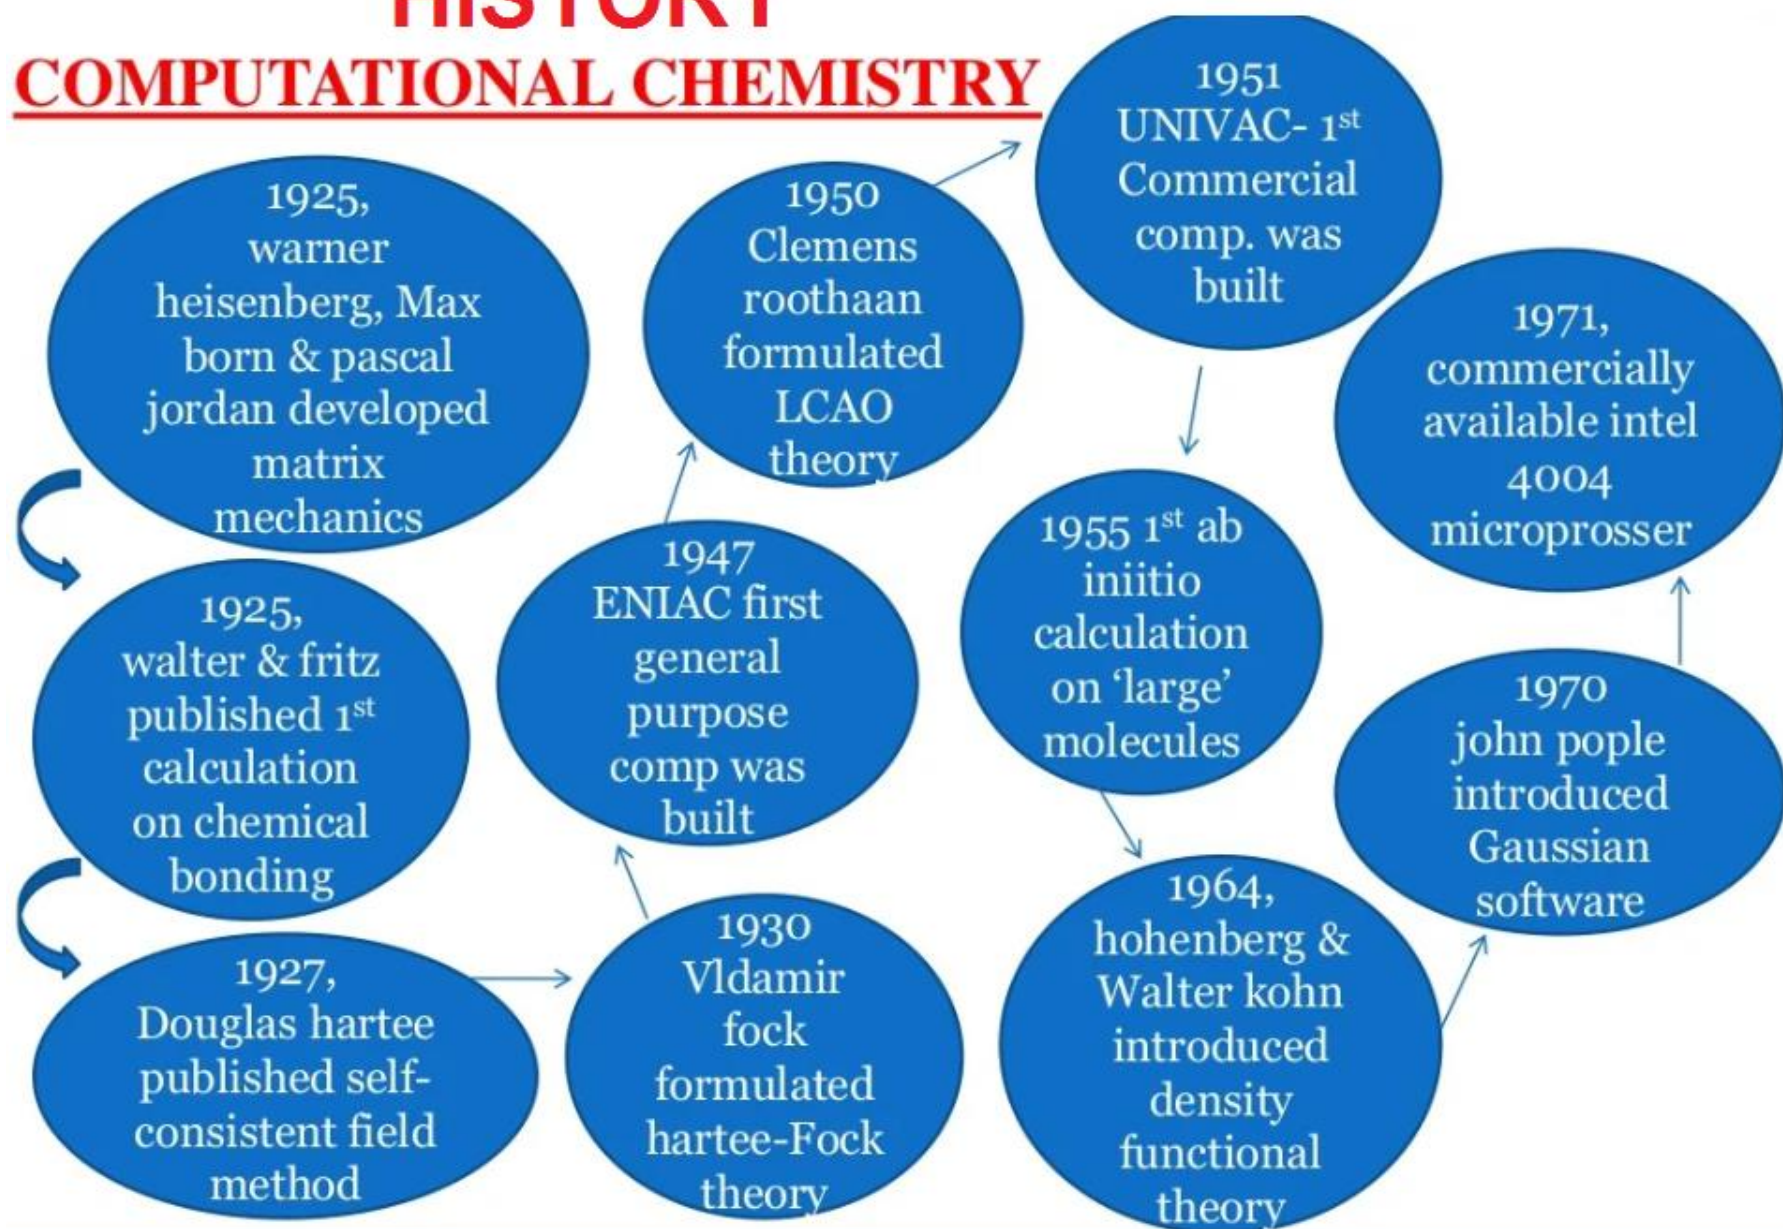 HISTORY
COMPUTATIONAL CHEMISTRY
1925,
warner
heisenberg, Max
born & pascal
jordan developed
matrix
mechanics
1925,
walter & fritz
published 1st
calculation
on chemical
bonding
1927,
Douglas hartee
published self-
consistent field
method
1930
Vldamir
fock
formulated
hartee-Fock
theory
1947
ENIAC first
general
purpose
comp was
built
1950
Clemens
roothaan
formulated
LCAO
theory
1951
UNIVAC- 1st
Commercial
comp. was
built
1955 1st ab
iniitio
calculation
on ‘large’
molecules
1964,
hohenberg &
Walter kohn
introduced
density
functional
theory
1970
john pople
introduced
Gaussian
software
1971,
commercially
available intel
4004
microprosser